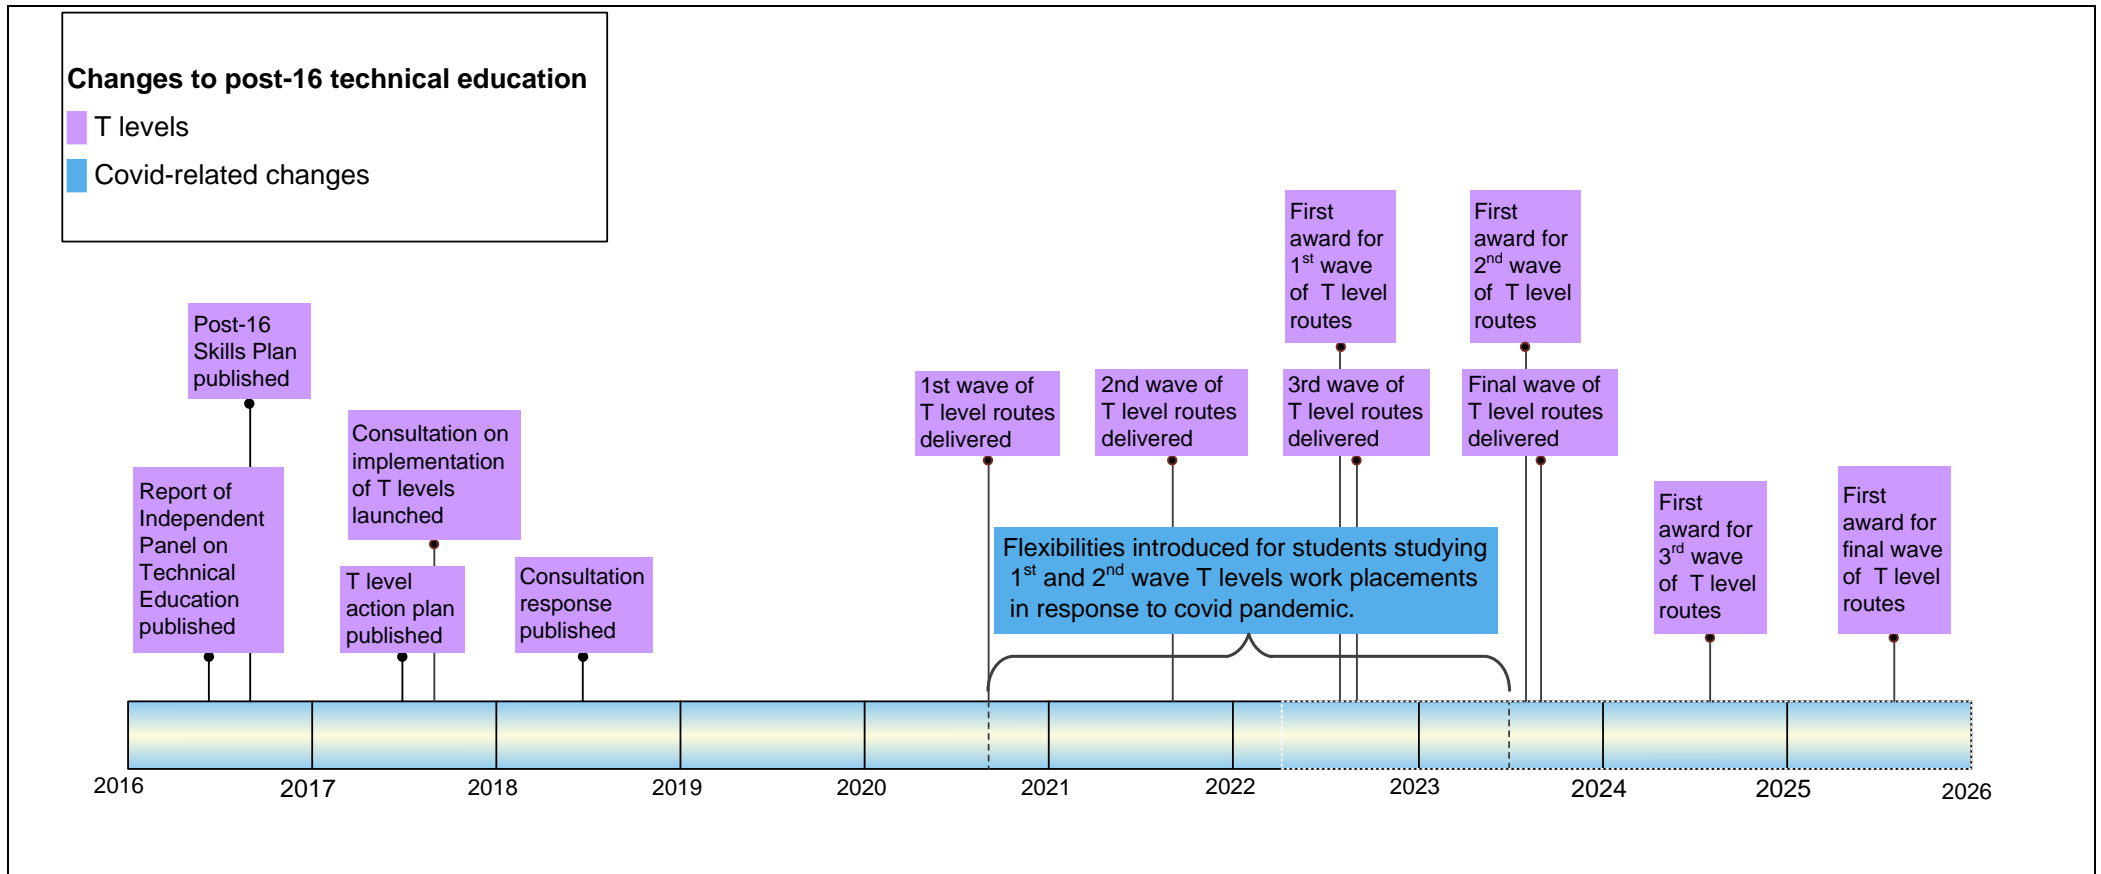 Changes to post-16 technical education
T levels
Covid-related changes
Post-16
Skills Plan
published
Report of
Independent
Panel on
Technical
Education
published
Consultation on
implementation
of T levels
launched
T level
action plan
published
Consultation
response
published
1st wave of
T level routes
delivered
2nd wave of
T level routes
delivered
First
award for
1st wave
of T level
routes
3rd wave of
T level routes
delivered
First
award for
2nd wave
of T level
routes
Final wave of
T level routes
delivered
Flexibilities introduced for students studying
1st and 2nd wave T levels work placements
in response to covid pandemic.
First
award for
3rd wave
of T level
routes
First
award for
final wave
of T level
routes
2016 2017 2018 2019 2020 2021 2022 2023 2024 2025 2026